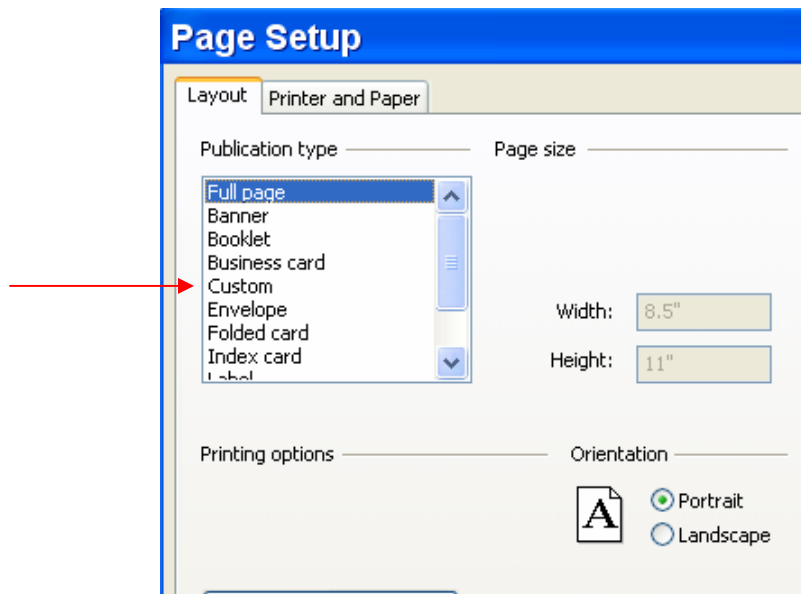 Page Setup
Layout Printer and Paper
Publication type Page size
Full page
Banner
Booklet
Business card
Custom
Envelope
Folded card
Index card
Label
Width: 8.5"
Height: 11"
Printing options Orientation
A Portrait
Landscape